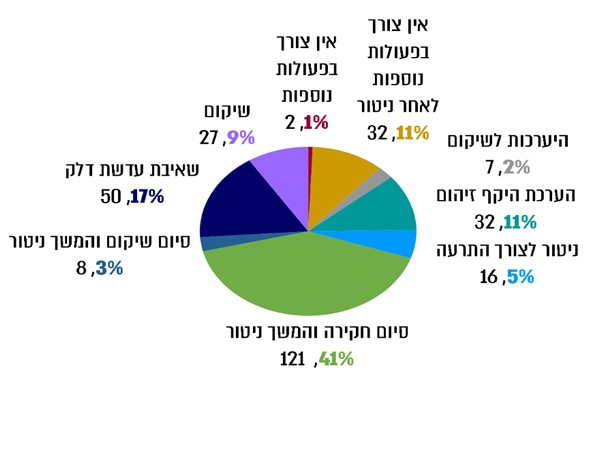 אין צורך
בפעולות
נוספות
לאחר ניטור
32, 11%
אין צורך
בפעולות
נוספות
2, 1%
שיקום
27, 9%
היערכות לשיקום
7, 2%
שאיבת עדשת דלק
50, 17%
הערכת היקף זיהום
32, 11%
סיום שיקום והמשך ניטור
8, 3%
ניטור לצורך התרעה
16, 5%
סיום חקירה והמשך ניטור
121, 41%